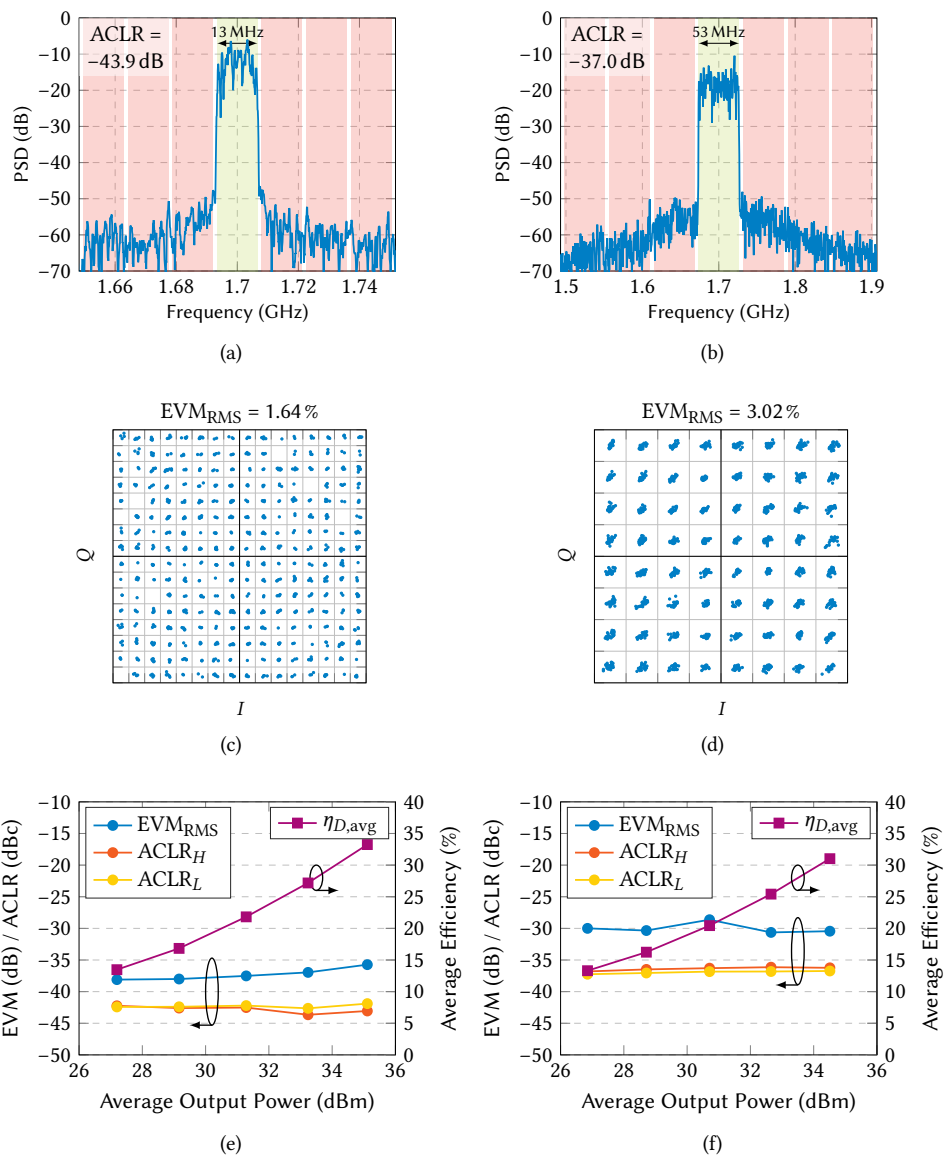 ACLR =
−43.9 dB
13 MHz
0
−10
−20
−30
−40
−50
−60
−70
PSD (dB)
1.66
1.68
1.7
1.72
1.74
Frequency (GHz)
(a)
ACLR =
−37.0 dB
53 MHz
0
−10
−20
−30
−40
−50
−60
−70
PSD (dB)
1.5
1.6
1.7
1.8
1.9
Frequency (GHz)
(b)
EVM_RMS = 1.64 %
Q
I
(c)
EVM_RMS = 3.02 %
Q
I
(d)
−10
−15
−20
−25
−30
−35
−40
−45
−50
EVM (dB) / ACLR (dBc)
EVM_RMS
ACLR_H
ACLR_L
η_D,avg
40
35
30
25
20
15
10
5
0
Average Efficiency (%)
26
28
30
32
34
36
Average Output Power (dBm)
(e)
−10
−15
−20
−25
−30
−35
−40
−45
−50
EVM (dB) / ACLR (dBc)
EVM_RMS
ACLR_H
ACLR_L
η_D,avg
40
35
30
25
20
15
10
5
0
Average Efficiency (%)
26
28
30
32
34
36
Average Output Power (dBm)
(f)